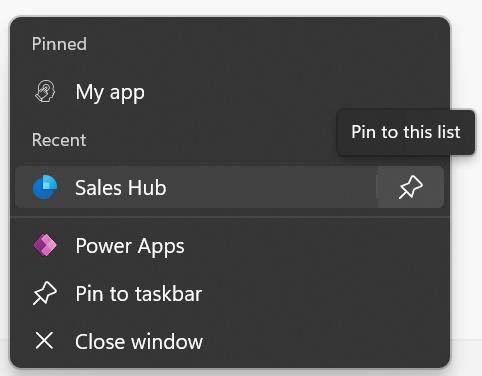 Pinned
My app
Pin to this list
Recent
Sales Hub
Power Apps
Pin to taskbar
Close window